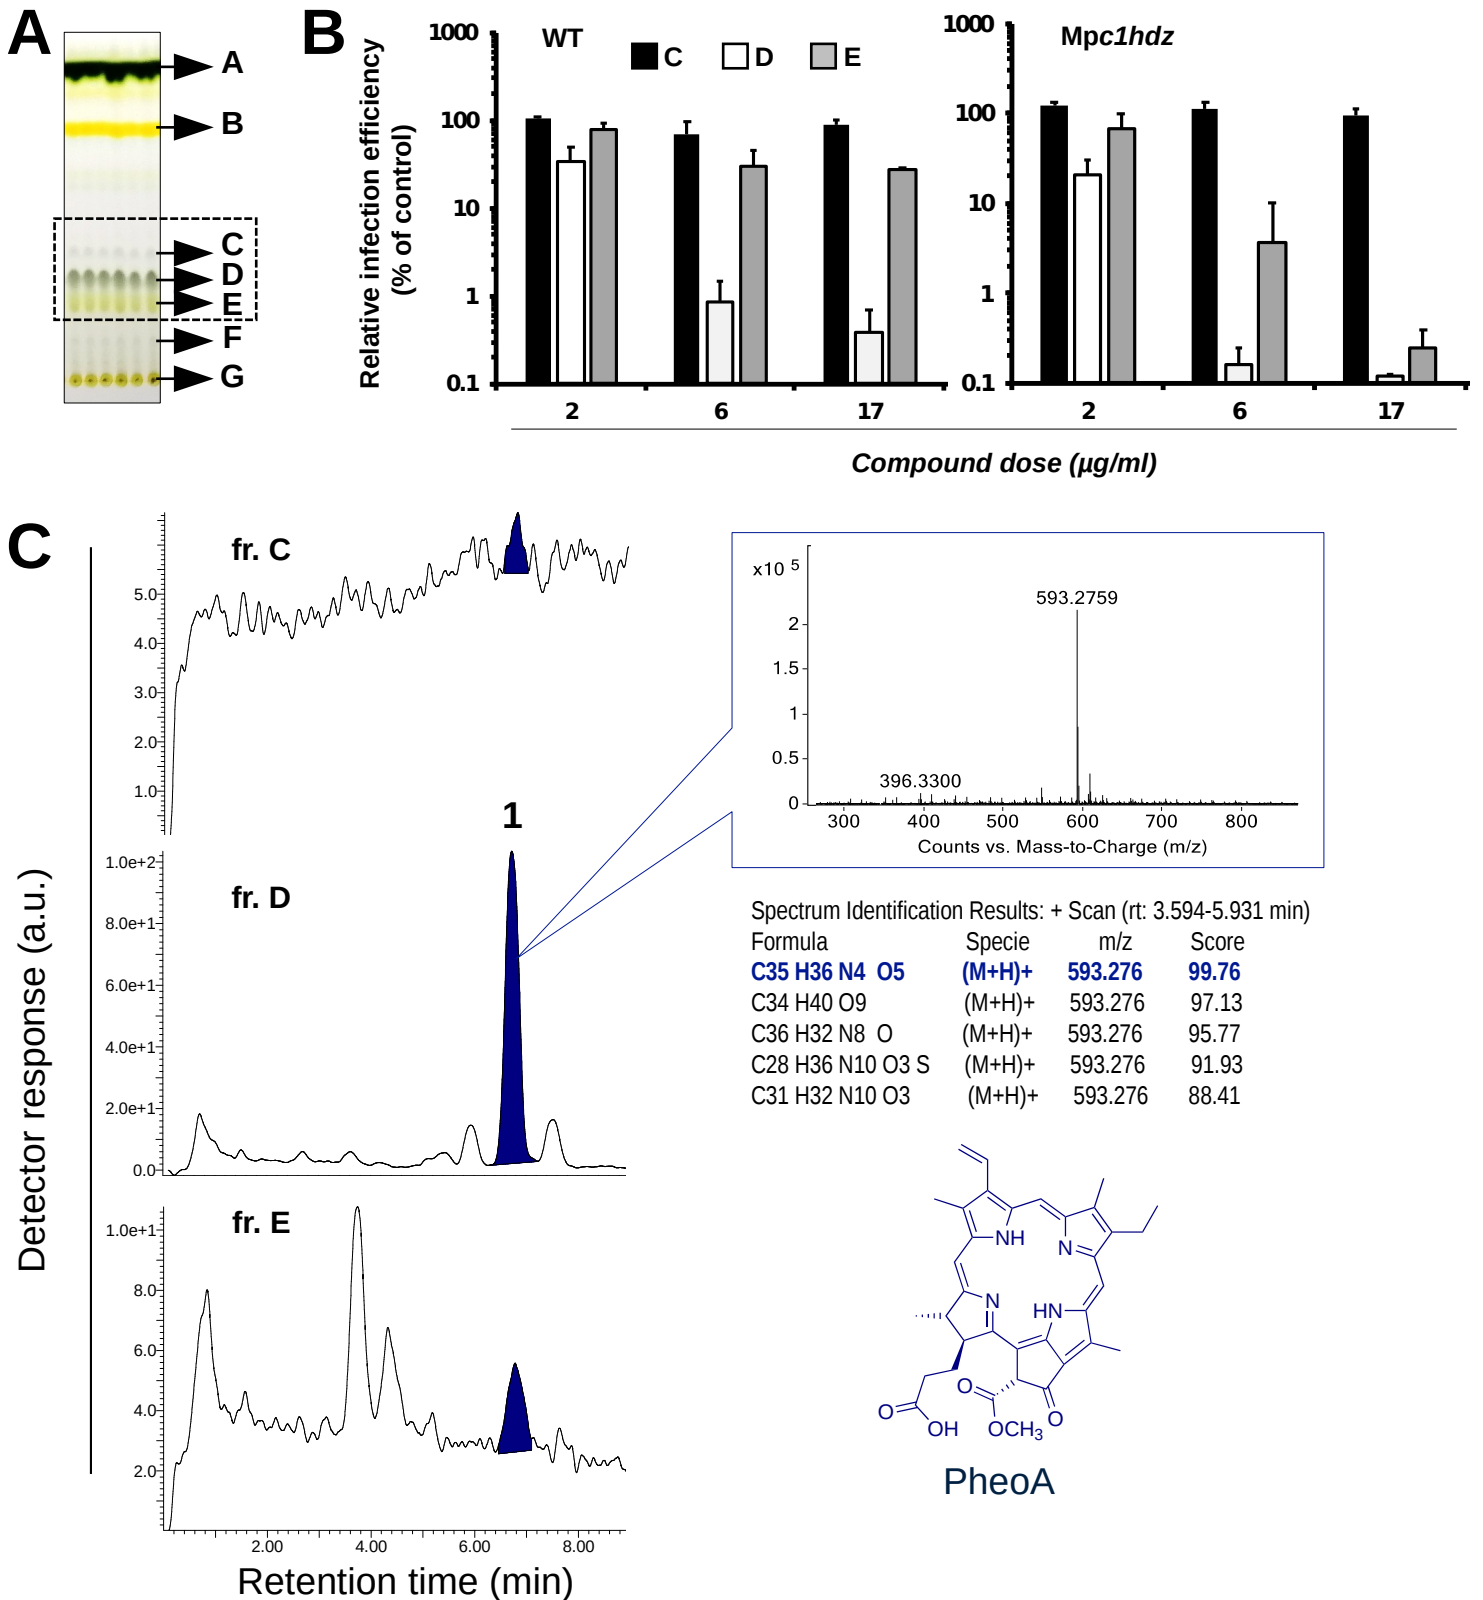 A
A
B
C
D
E
F
G
B
Relative infection efficiency
(% of control)
WT
C D E
1000
100
10
1
0.1
2 6 17
Mpc1hdz
1000
100
10
1
0.1
2 6 17
Compound dose (µg/ml)
C
Detector response (a.u.)
fr. C
5.0
4.0
3.0
2.0
1.0
1
fr. D
1.0e+2
8.0e+1
6.0e+1
4.0e+1
2.0e+1
0.0
fr. E
1.0e+1
8.0
6.0
4.0
2.0
2.00 4.00 6.00 8.00
Retention time (min)
x10 5
593.2759
2
1.5
1
0.5
0
396.3300
300 400 500 600 700 800
Counts vs. Mass-to-Charge (m/z)
Spectrum Identification Results: + Scan (rt: 3.594-5.931 min)
Formula Specie m/z Score
C35 H36 N4 O5 (M+H)+ 593.276 99.76
C34 H40 O9 (M+H)+ 593.276 97.13
C36 H32 N8 O (M+H)+ 593.276 95.77
C28 H36 N10 O3 S (M+H)+ 593.276 91.93
C31 H32 N10 O3 (M+H)+ 593.276 88.41
NH
N
N
HN
O
O
OH
OCH3
O
PheoA